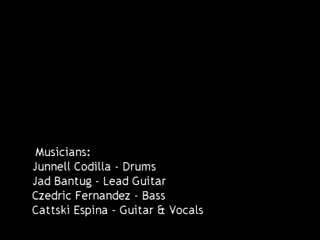 Musicians:
Junnell Codilla - Drums
Jad Bantug - Lead Guitar
Czedric Fernandez - Bass
Cattski Espina - Guitar & Vocals